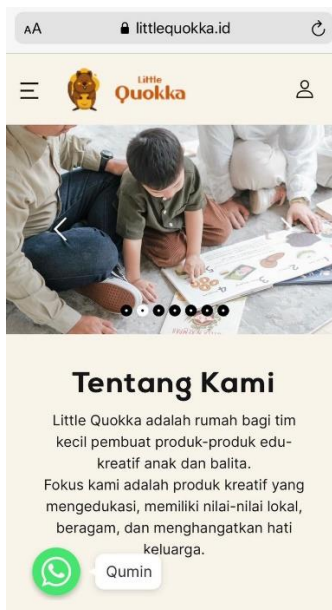 AA
littlequokka.id
Little
Quokka
Tentang Kami
Little Quokka adalah rumah bagi tim
kecil pembuat produk-produk edu-
kreatif anak dan balita.
Fokus kami adalah produk kreatif yang
mengedukasi, memiliki nilai-nilai lokal,
beragam, dan menghangatkan hati
keluarga.
Qumin